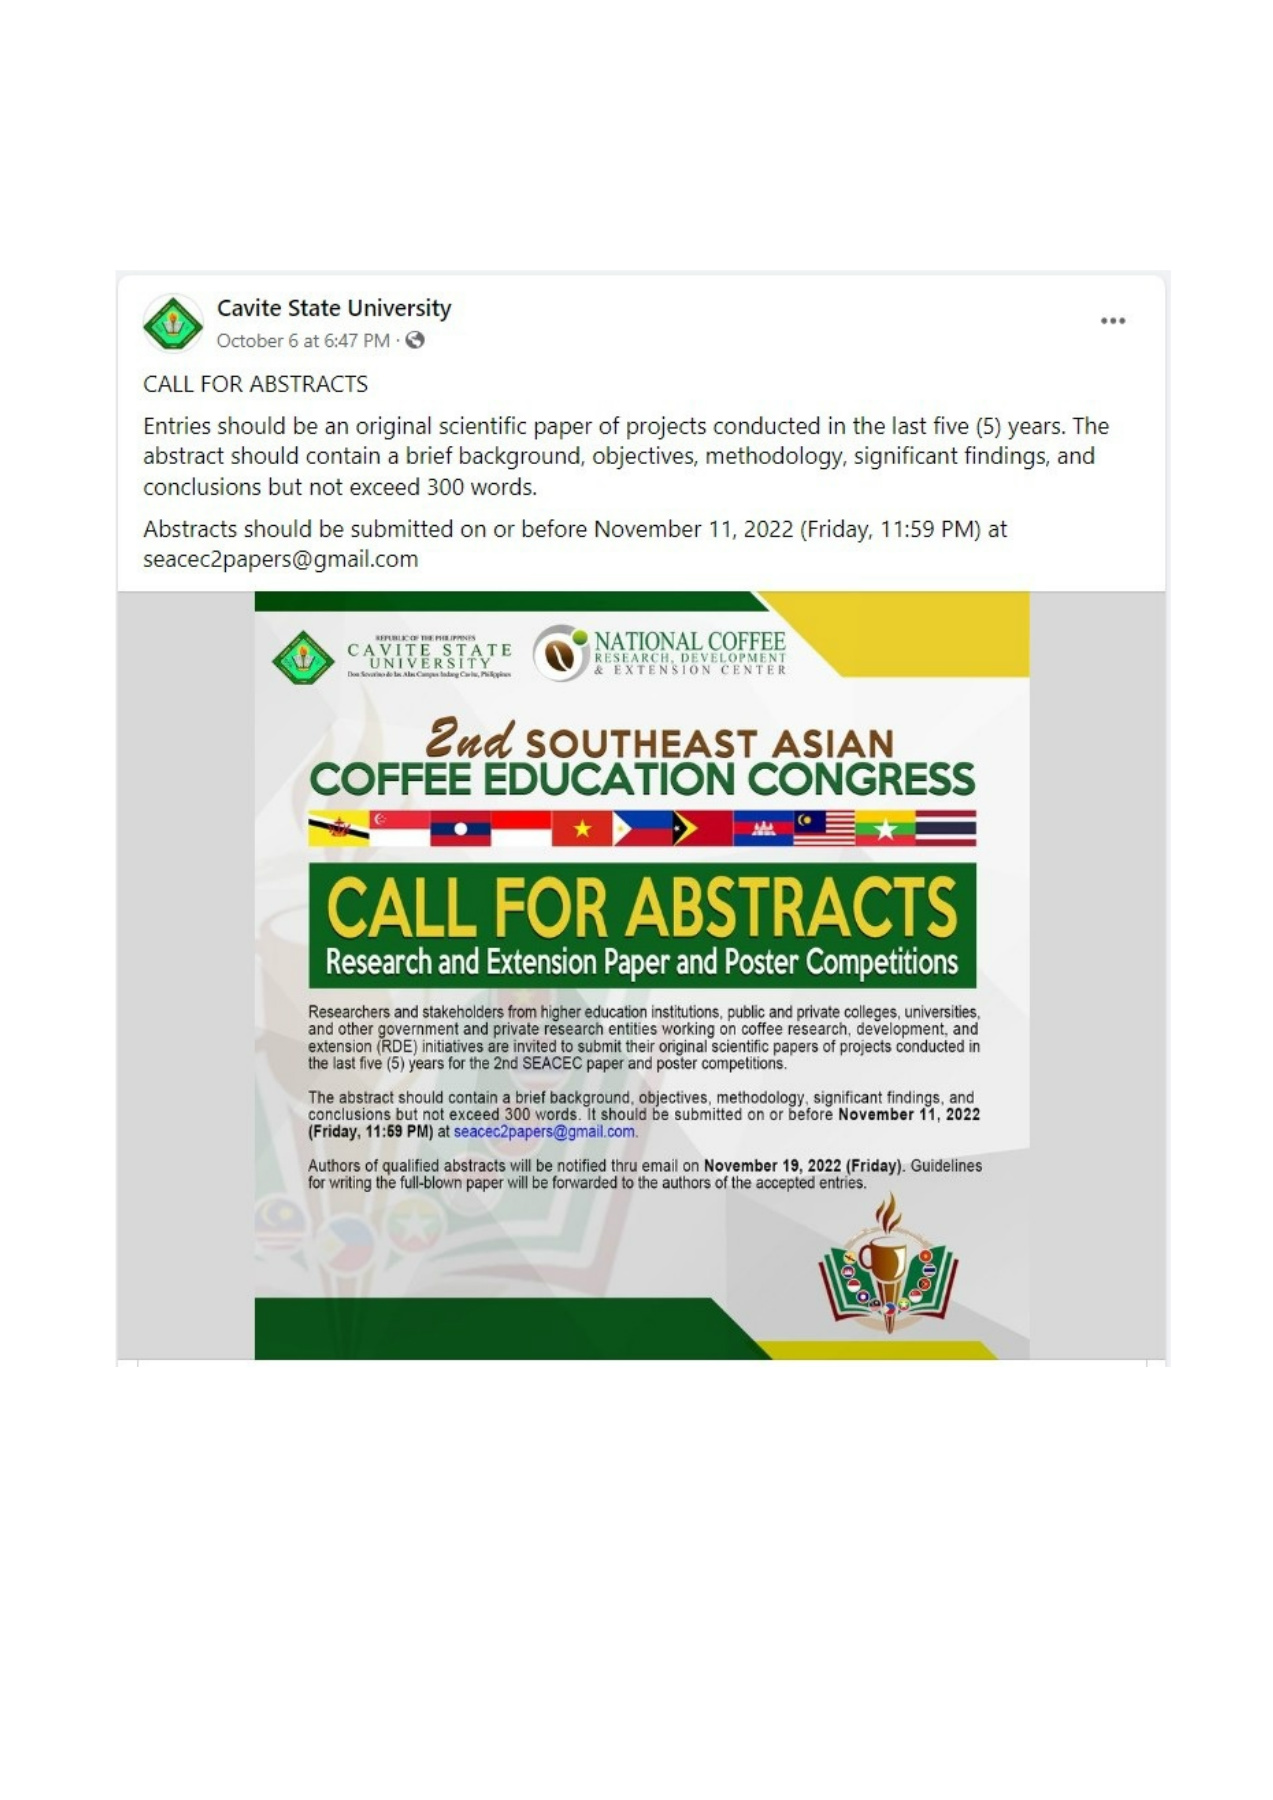 Cavite State University
October 6 at 6:47 PM ·
CALL FOR ABSTRACTS
Entries should be an original scientific paper of projects conducted in the last five (5) years. The
abstract should contain a brief background, objectives, methodology, significant findings, and
conclusions but not exceed 300 words.
Abstracts should be submitted on or before November 11, 2022 (Friday, 11:59 PM) at
seacec2papers@gmail.com
REPUBLIC OF THE PHILIPPINES
CAVITE STATE
UNIVERSITY
Don Severino de las Alas Campus Indang Cavite, Philippines
NATIONAL COFFEE
RESEARCH, DEVELOPMENT
& EXTENSION CENTER
2nd SOUTHEAST ASIAN
COFFEE EDUCATION CONGRESS
CALL FOR ABSTRACTS
Research and Extension Paper and Poster Competitions
Researchers and stakeholders from higher education institutions, public and private colleges, universities,
and other government and private research entities working on coffee research, development, and
extension (RDE) initiatives are invited to submit their original scientific papers of projects conducted in
the last five (5) years for the 2nd SEACEC paper and poster competitions.
The abstract should contain a brief background, objectives, methodology, significant findings, and
conclusions but not exceed 300 words. It should be submitted on or before November 11, 2022
(Friday, 11:59 PM) at seacec2papers@gmail.com.
Authors of qualified abstracts will be notified thru email on November 19, 2022 (Friday). Guidelines
for writing the full-blown paper will be forwarded to the authors of the accepted entries.